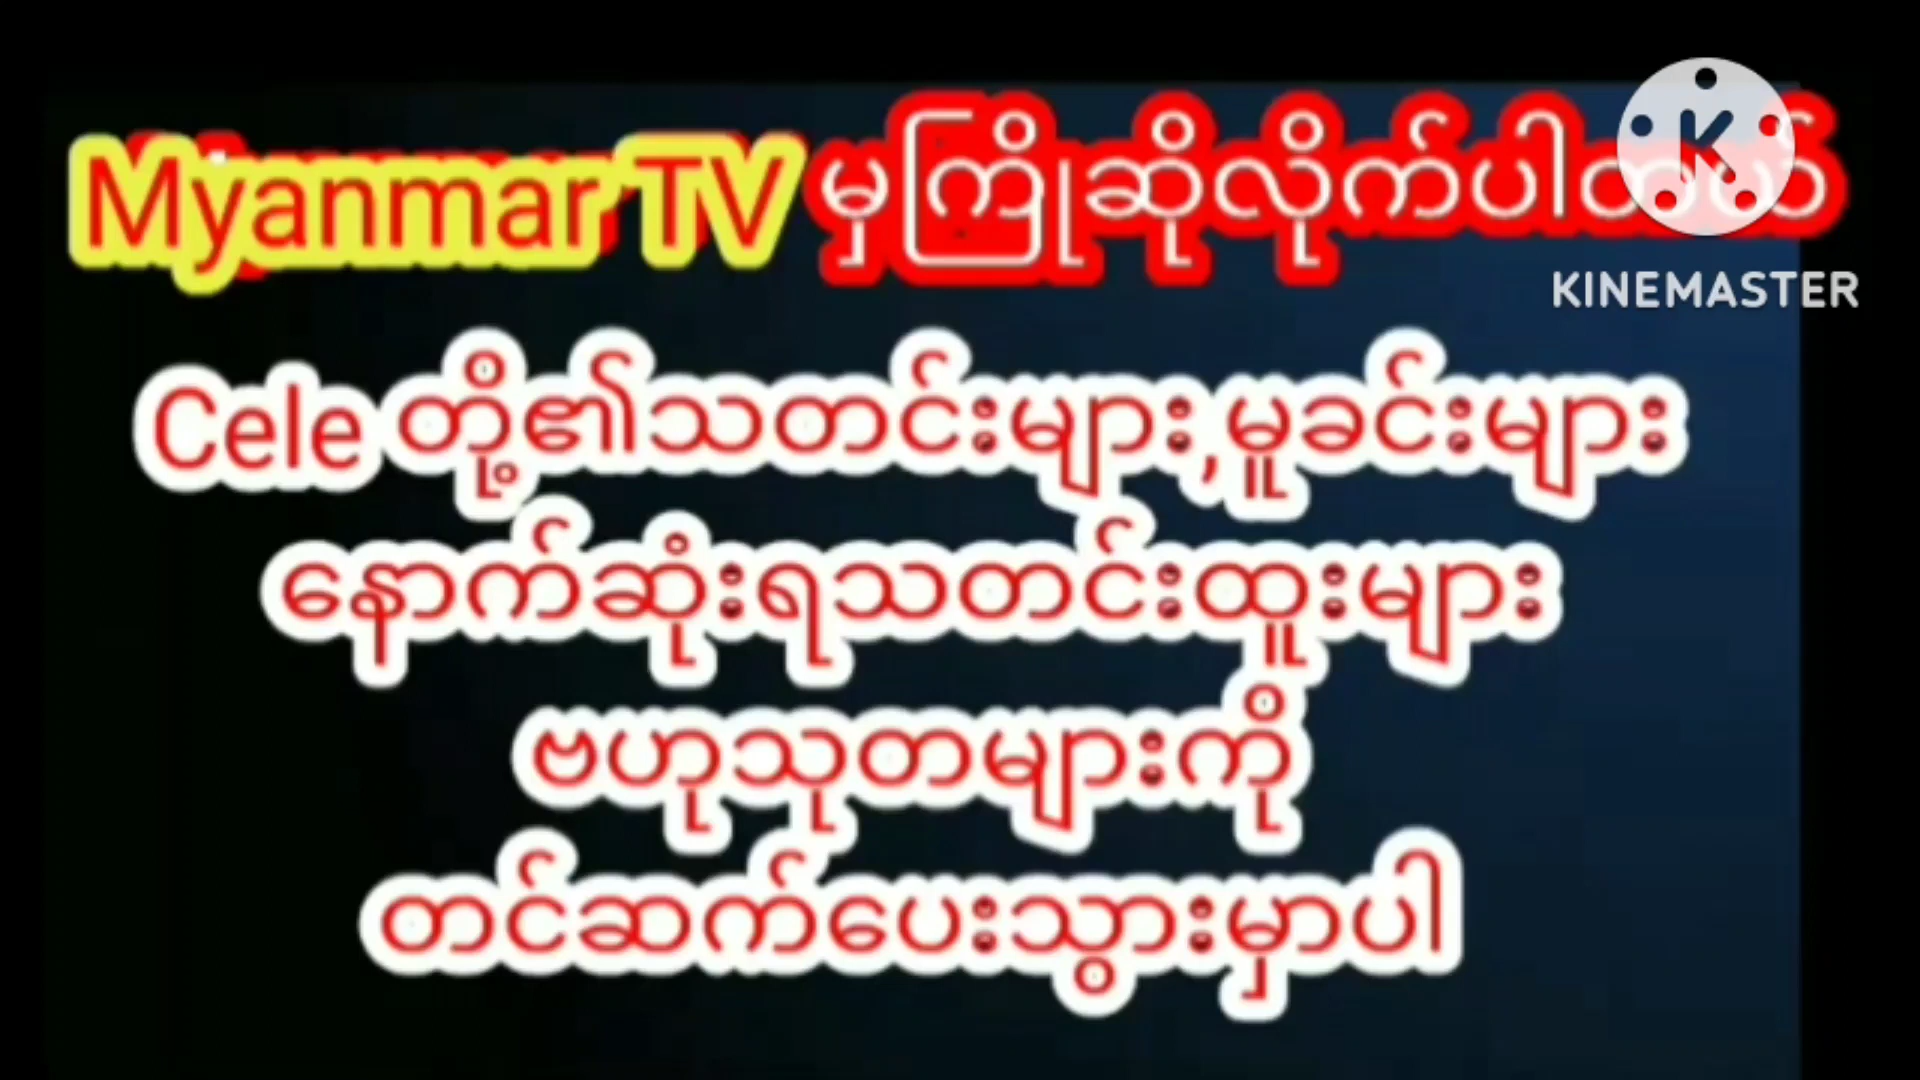 Myanmar TV မှကြိုဆိုလိုက်ပါတယ်
KINEMASTER
Cele တို့၏သတင်းများ,မူခင်းများ
နောက်ဆုံးရသတင်းထူးများ
ဗဟုသုတများကို
တင်ဆက်ပေးသွားမှာပါ